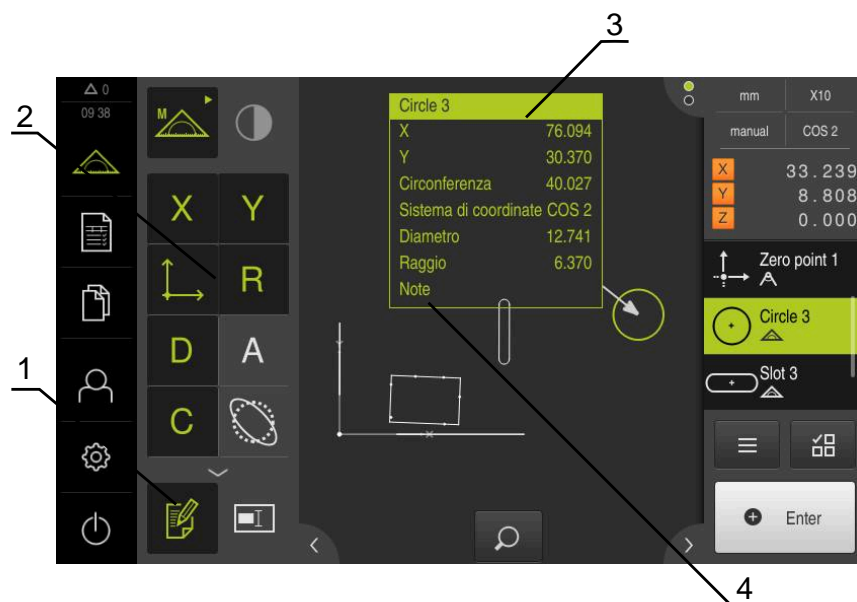 3
2
1
4
0
09 38
M
X
Y
R
D
A
C
Circle 3
X 76.094
Y 30.370
Circonferenza 40.027
Sistema di coordinate COS 2
Diametro 12.741
Raggio 6.370
Note
mm X10
manual COS 2
X 33.239
Y 8.808
Z 0.000
Zero point 1
Circle 3
Slot 3
Enter